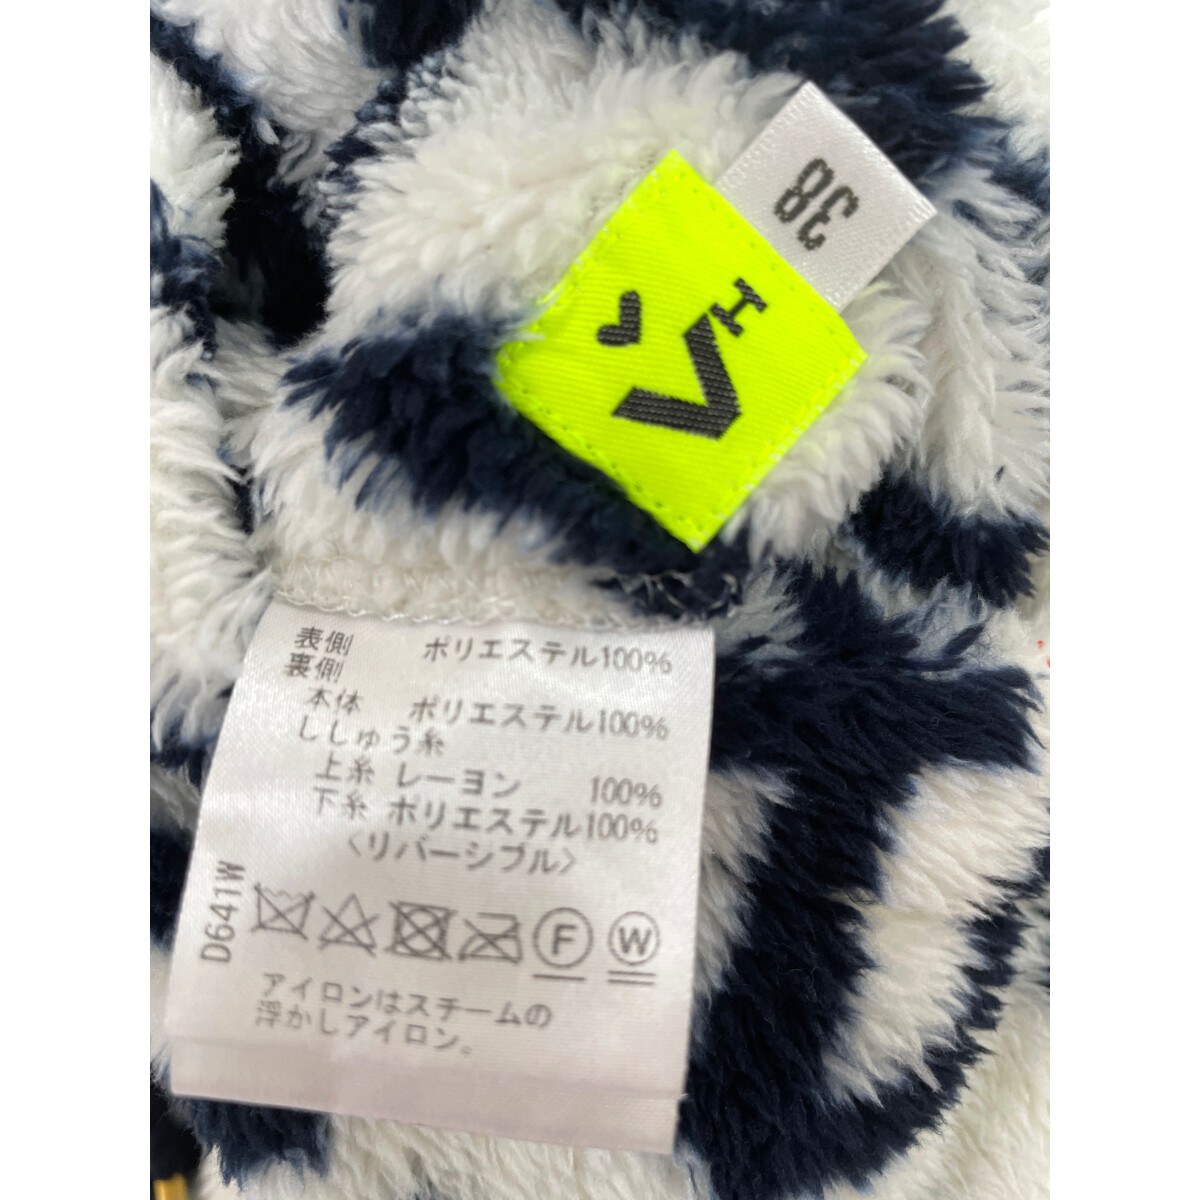 38
表側 ポリエステル100%
裏側
本体 ポリエステル100%
ししゅう糸
上糸 レーヨン 100%
下糸 ポリエステル100%
〈リバーシブル〉
D641W
F W
アイロンはスチームの
浮かしアイロン。